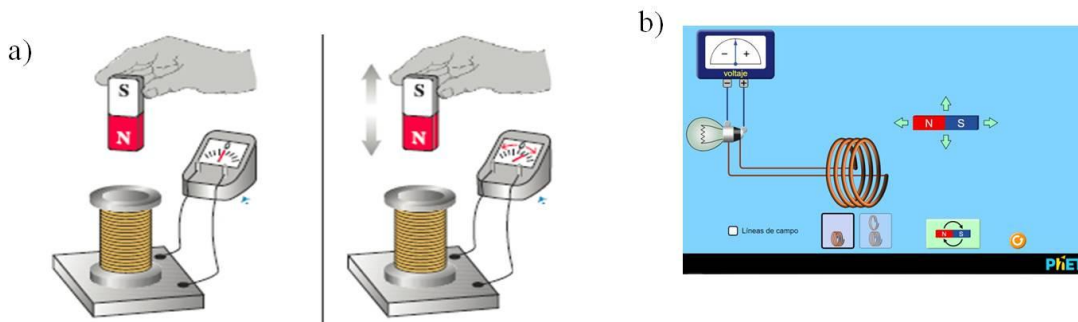 a)
S
N
S
N
b)
− +
voltaje
− +
N S
Líneas de campo
N S
PhET